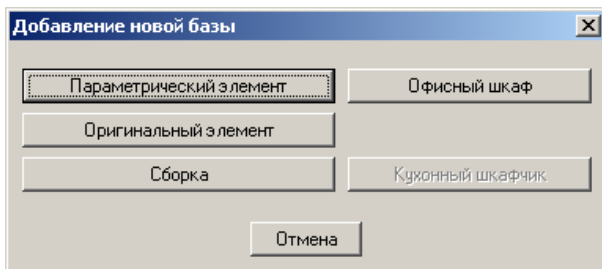 Добавление новой базы
Параметрический элемент
Офисный шкаф
Оригинальный элемент
Сборка
Кухонный шкафчик
Отмена